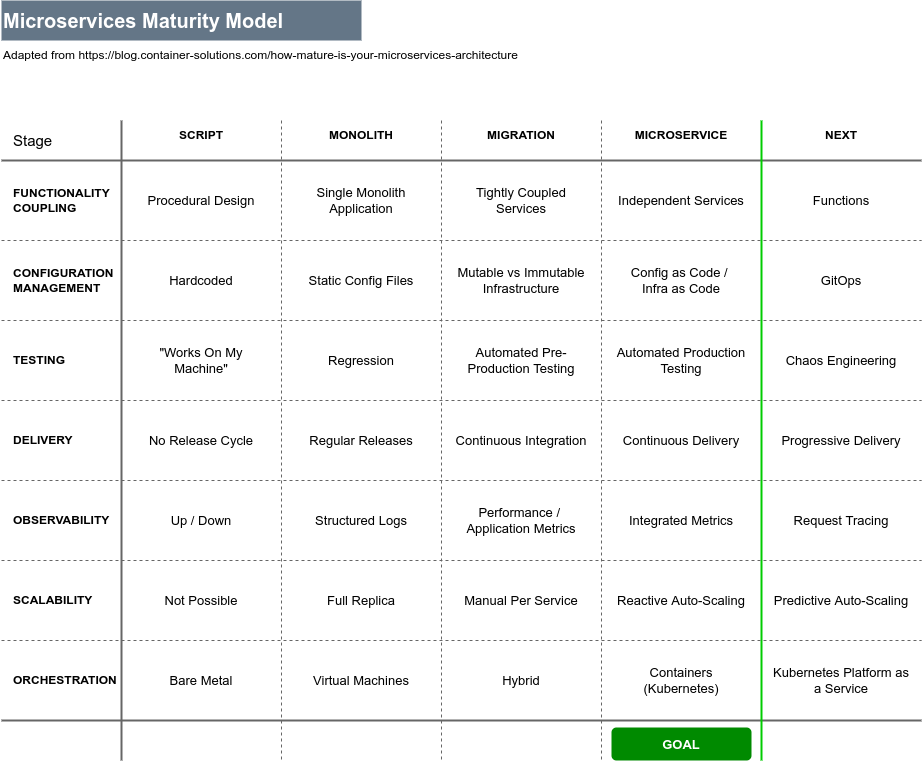 Microservices Maturity Model
Adapted from https://blog.container-solutions.com/how-mature-is-your-microservices-architecture
Stage
SCRIPT
MONOLITH
MIGRATION
MICROSERVICE
NEXT
FUNCTIONALITY
COUPLING
Procedural Design
Single Monolith
Application
Tightly Coupled
Services
Independent Services
Functions
CONFIGURATION
MANAGEMENT
Hardcoded
Static Config Files
Mutable vs Immutable
Infrastructure
Config as Code /
Infra as Code
GitOps
TESTING
"Works On My
Machine"
Regression
Automated Pre-
Production Testing
Automated Production
Testing
Chaos Engineering
DELIVERY
No Release Cycle
Regular Releases
Continuous Integration
Continuous Delivery
Progressive Delivery
OBSERVABILITY
Up / Down
Structured Logs
Performance /
Application Metrics
Integrated Metrics
Request Tracing
SCALABILITY
Not Possible
Full Replica
Manual Per Service
Reactive Auto-Scaling
Predictive Auto-Scaling
ORCHESTRATION
Bare Metal
Virtual Machines
Hybrid
Containers
(Kubernetes)
Kubernetes Platform as
a Service
GOAL